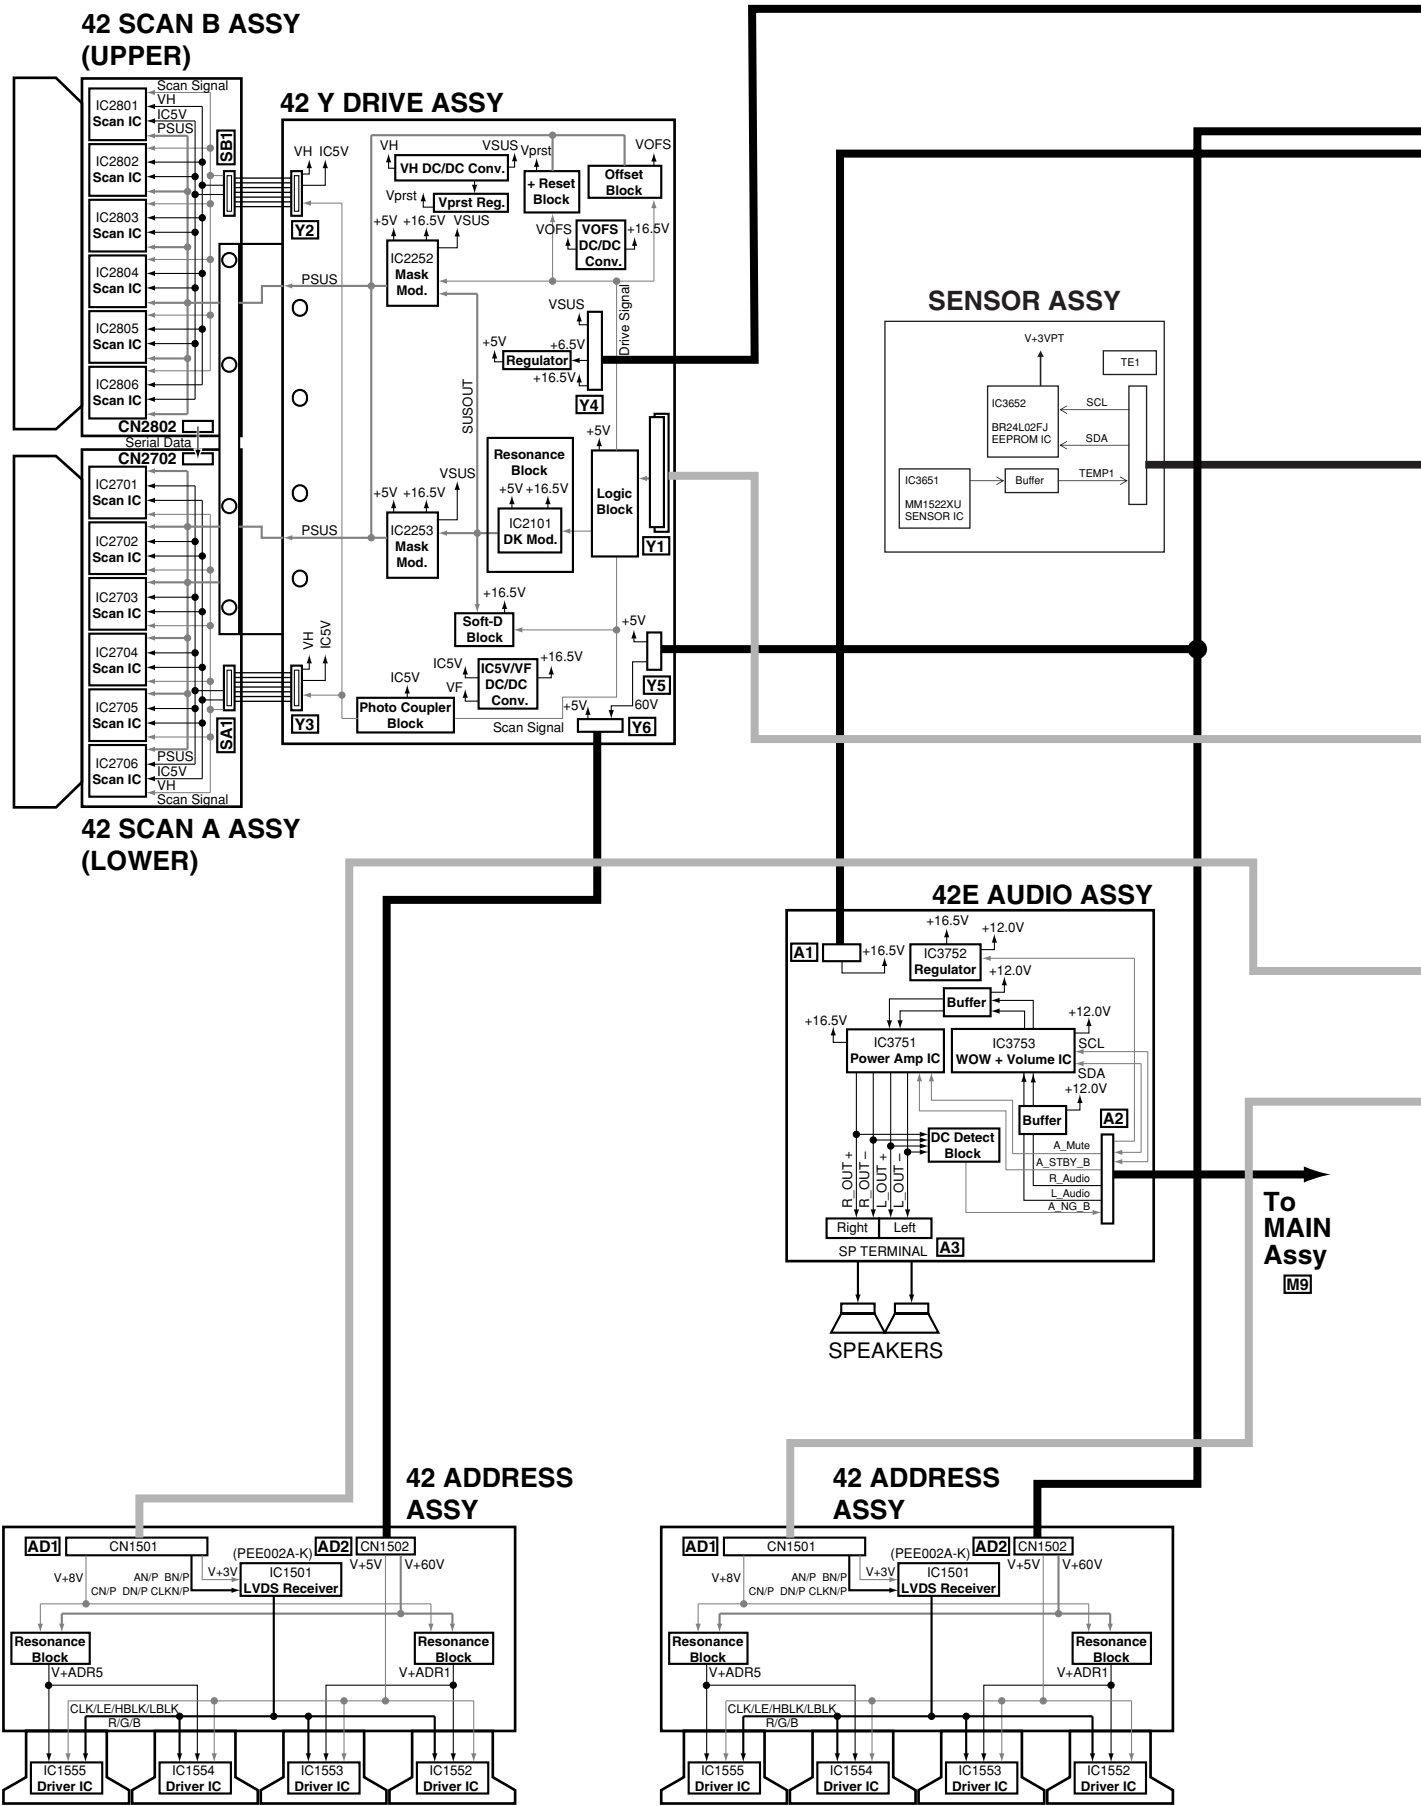 42 SCAN B ASSY
(UPPER)
Scan Signal
VH
IC5V
PSUS
IC2801
Scan IC
IC2802
Scan IC
IC2803
Scan IC
IC2804
Scan IC
IC2805
Scan IC
IC2806
Scan IC
SB1
CN2802
Serial Data
CN2702
IC2701
Scan IC
IC2702
Scan IC
IC2703
Scan IC
IC2704
Scan IC
IC2705
Scan IC
IC2706
Scan IC
SA1
PSUS
IC5V
VH
Scan Signal
42 SCAN A ASSY
(LOWER)
42 Y DRIVE ASSY
VH IC5V
Y2
VH
VSUS
VH DC/DC Conv.
Vprst
Vprst Reg.
Vprst
+ Reset
Block
VOFS
Offset
Block
+5V +16.5V VSUS
IC2252
Mask
Mod.
VOFS
VOFS
DC/DC
Conv.
+16.5V
PSUS
Drive Signal
VSUS
+5V
+6.5V
Regulator
+16.5V
Y4
SUSOUT
+5V
Resonance
Block
+5V +16.5V
IC2101
DK Mod.
Logic
Block
Y1
VSUS
+5V +16.5V
IC2253
Mask
Mod.
PSUS
+16.5V
Soft-D
Block
+5V
Y5
VH
IC5V
Y3
IC5V
VF
IC5V/VF
DC/DC
Conv.
+16.5V
IC5V
Photo Coupler
Block
Scan Signal
+5V
60V
Y6
SENSOR ASSY
V+3VPT
TE1
IC3652
BR24L02FJ
EEPROM IC
SCL
SDA
IC3651
MM1522XU
SENSOR IC
Buffer
TEMP1
42E AUDIO ASSY
A1
+16.5V
+16.5V
+12.0V
IC3752
Regulator
+12.0V
Buffer
+16.5V
IC3751
Power Amp IC
IC3753
WOW + Volume IC
+12.0V
SCL
SDA
+12.0V
Buffer
A2
DC Detect
Block
A_Mute
A_STBY_B
R_Audio
L_Audio
A_NG_B
R_OUT +
R_OUT –
L_OUT +
L_OUT –
Right
Left
SP TERMINAL
A3
SPEAKERS
To
MAIN
Assy
M9
42 ADDRESS
ASSY
AD1
CN1501
(PEE002A-K)
AD2
CN1502
V+8V
AN/P BN/P
CN/P DN/P CLKN/P
V+3V
IC1501
LVDS Receiver
V+5V
V+60V
Resonance
Block
V+ADR5
Resonance
Block
V+ADR1
CLK/LE/HBLK/LBLK
R/G/B
IC1555
Driver IC
IC1554
Driver IC
IC1553
Driver IC
IC1552
Driver IC
42 ADDRESS
ASSY
AD1
CN1501
(PEE002A-K)
AD2
CN1502
V+8V
AN/P BN/P
CN/P DN/P CLKN/P
V+3V
IC1501
LVDS Receiver
V+5V
V+60V
Resonance
Block
V+ADR5
Resonance
Block
V+ADR1
CLK/LE/HBLK/LBLK
R/G/B
IC1555
Driver IC
IC1554
Driver IC
IC1553
Driver IC
IC1552
Driver IC